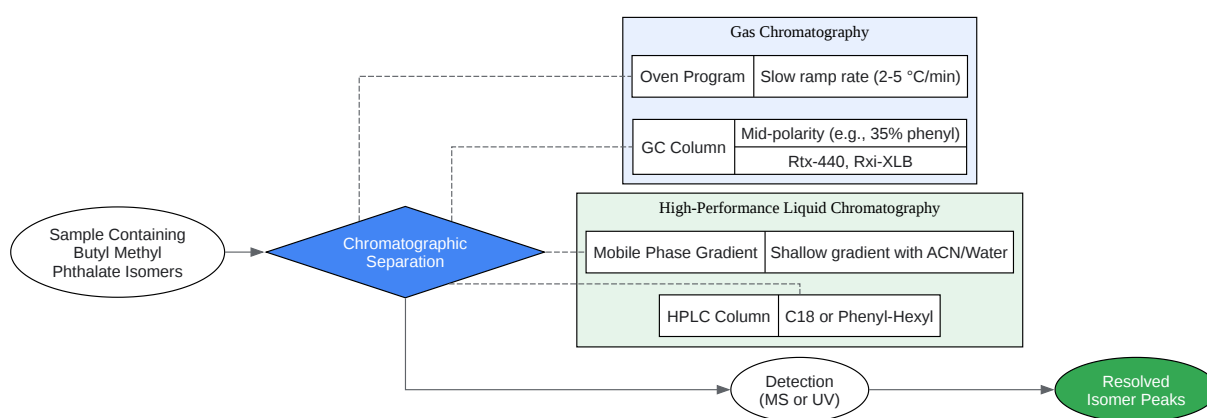 Gas Chromatography
Oven Program
Slow ramp rate (2-5 °C/min)
GC Column
Mid-polarity (e.g., 35% phenyl)
Rtx-440, Rxi-XLB
High-Performance Liquid Chromatography
Mobile Phase Gradient
Shallow gradient with ACN/Water
HPLC Column
C18 or Phenyl-Hexyl
Sample Containing
Butyl Methyl
Phthalate Isomers
Chromatographic
Separation
Detection
(MS or UV)
Resolved
Isomer Peaks